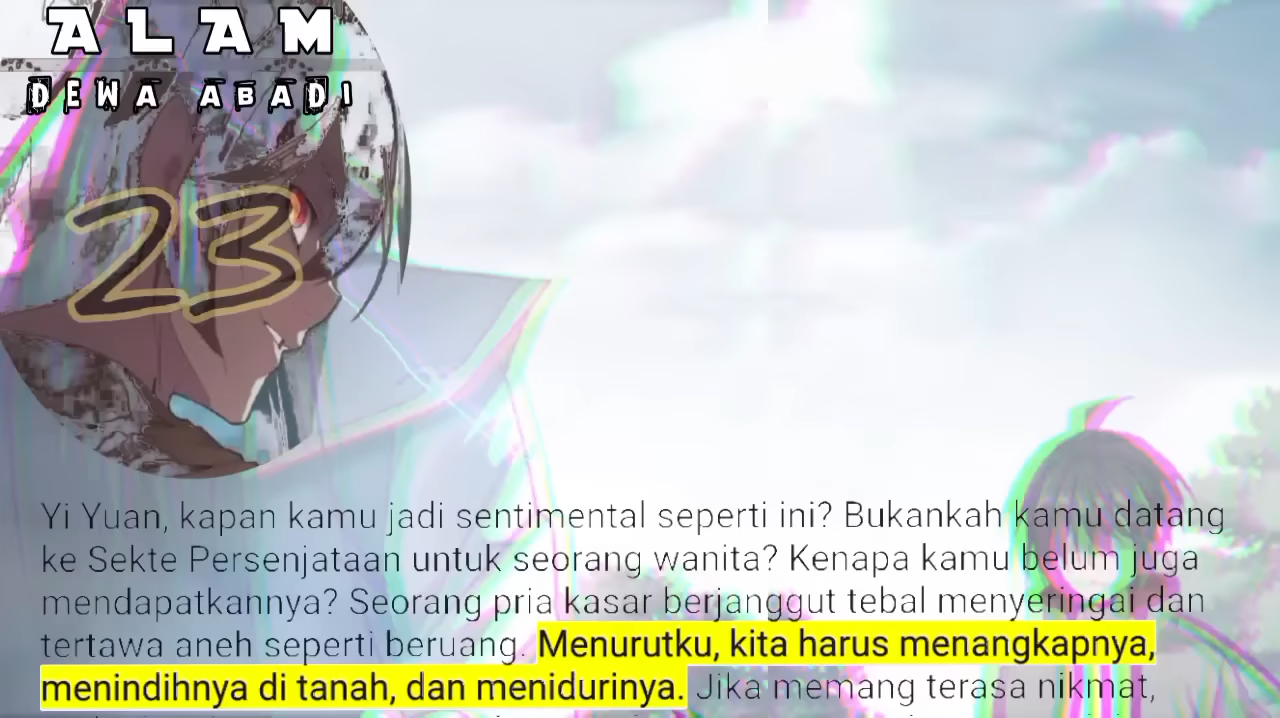 ALAM
DEWA ABADI
23
Yi Yuan, kapan kamu jadi sentimental seperti ini? Bukankah kamu datang
ke Sekte Persenjataan untuk seorang wanita? Kenapa kamu belum juga
mendapatkannya? Seorang pria kasar berjanggut tebal menyeringai dan
tertawa aneh seperti beruang. Menurutku, kita harus menangkapnya,
menindihnya di tanah, dan menidurinya. Jika memang terasa nikmat,